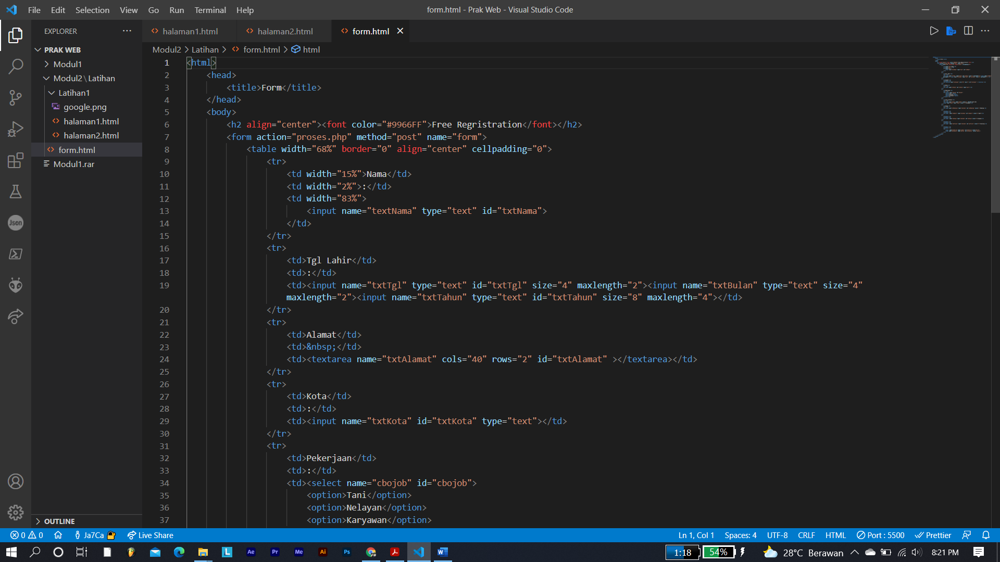 File Edit Selection View Go Run Terminal Help
form.html - Prak Web - Visual Studio Code
EXPLORER
halaman1.html
halaman2.html
form.html
PRAK WEB
Modul1
Modul2 \ Latihan
Latihan1
google.png
halaman1.html
halaman2.html
form.html
Modul1.rar
Json
OUTLINE
Modul2 > Latihan > form.html > html
1 <html>
2 <head>
3 <title>Form</title>
4 </head>
5 <body>
6 <h2 align="center"><font color="#9966FF">Free Regristration</font></h2>
7 <form action="proses.php" method="post" name="form">
8 <table width="68%" border="0" align="center" cellpadding="0">
9 <tr>
10 <td width="15%">Nama</td>
11 <td width="2%">:</td>
12 <td width="83%">
13 <input name="textNama" type="text" id="txtNama">
14 </td>
15 </tr>
16 <tr>
17 <td>Tgl Lahir</td>
18 <td>:</td>
19 <td><input name="txtTgl" type="text" id="txtTgl" size="4" maxlength="2"><input name="txtBulan" type="text" size="4"
maxlength="2"><input name="txtTahun" type="text" id="txtTahun" size="8" maxlength="4"></td>
20 </tr>
21 <tr>
22 <td>Alamat</td>
23 <td>&nbsp;</td>
24 <td><textarea name="txtAlamat" cols="40" rows="2" id="txtAlamat" ></textarea></td>
25 </tr>
26 <tr>
27 <td>Kota</td>
28 <td>:</td>
29 <td><input name="txtKota" id="txtKota" type="text"></td>
30 </tr>
31 <tr>
32 <td>Pekerjaan</td>
33 <td>:</td>
34 <td><select name="cbojob" id="cbojob">
35 <option>Tani</option>
36 <option>Nelayan</option>
37 <option>Karyawan</option>
0 0 Ja7Ca Live Share
Ln 1, Col 1 Spaces: 4 UTF-8 CRLF HTML Port : 5500 Prettier
L Ae Pr Me Ai Ps
1:18 54% 28°C Berawan 8:21 PM